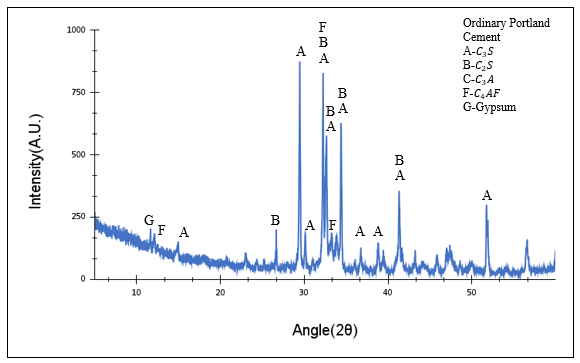 Ordinary Portland
Cement
A-C₃S
B-C₂S
C-C₃A
F-C₄AF
G-Gypsum
1000
750
500
250
0
Intensity(A.U.)
G
F
A
B
A
A
F
B
A
B
A
F
B
A
A
A
B
A
A
10
20
30
40
50
Angle(2θ)